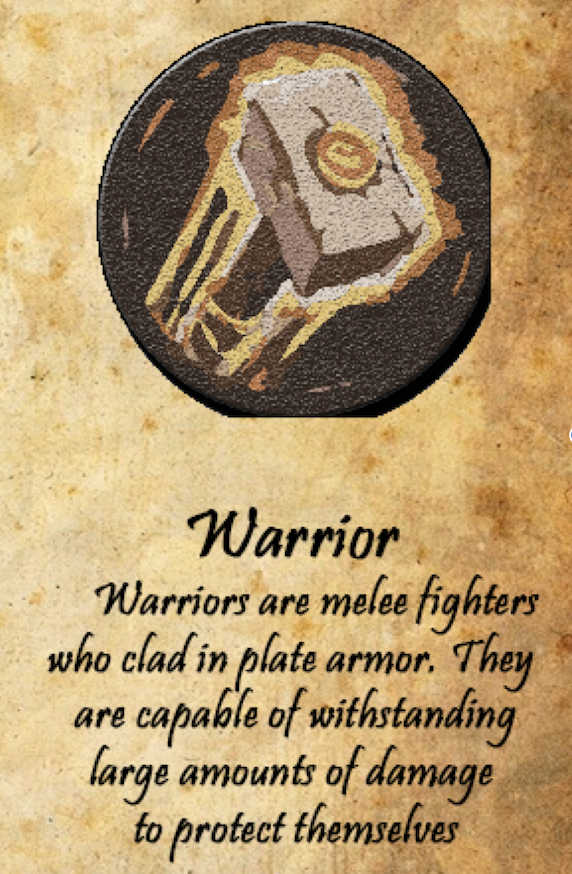 Warrior
Warriors are melee fighters
who clad in plate armor. They
are capable of withstanding
large amounts of damage
to protect themselves